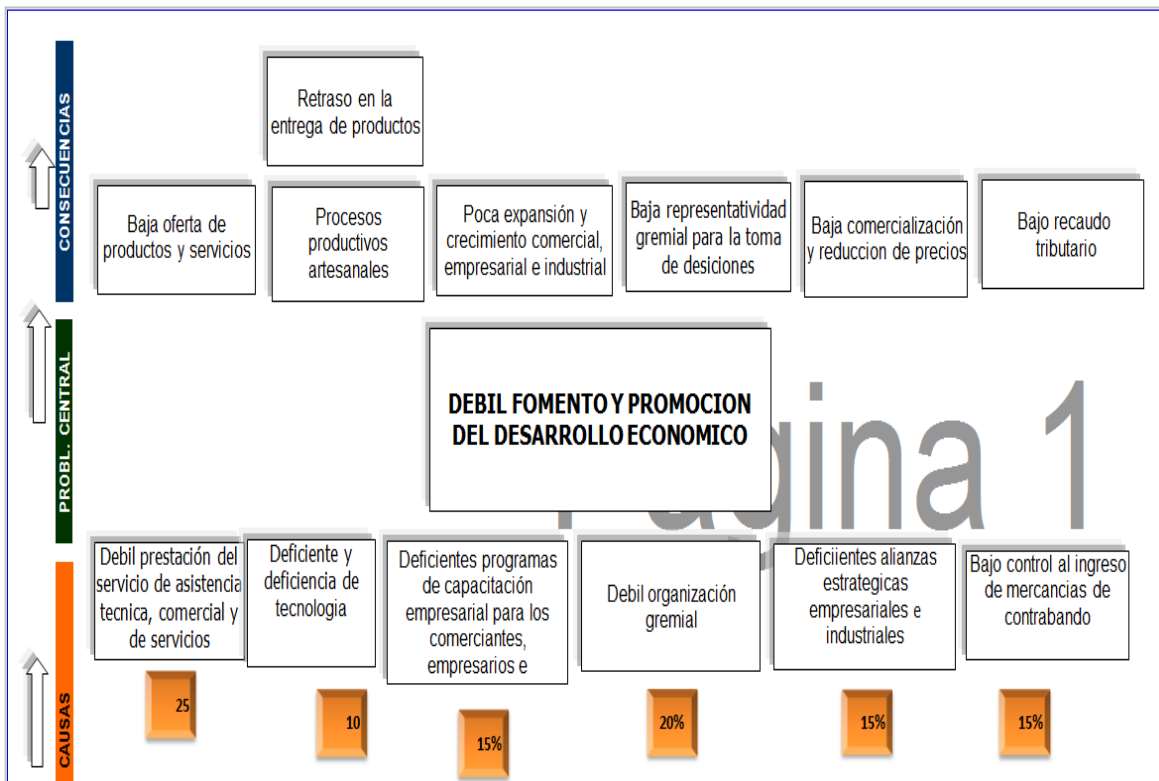 CONSECUENCIAS
Retraso en la
entrega de productos
Baja oferta de
productos y servicios
Procesos
productivos
artesanales
Poca expansión y
crecimiento comercial,
empresarial e industrial
Baja representatividad
gremial para la toma
de desiciones
Baja comercialización
y reduccion de precios
Bajo recaudo
tributario
PROBL. CENTRAL
DEBIL FOMENTO Y PROMOCION
DEL DESARROLLO ECONOMICO
Página 1
CAUSAS
Debil prestación del
servicio de asistencia
tecnica, comercial y
de servicios
Deficiente y
deficiencia de
tecnologia
Deficientes programas
de capacitación
empresarial para los
comerciantes,
empresarios e
Debil organización
gremial
Deficiientes alianzas
estrategicas
empresariales e
industriales
Bajo control al ingreso
de mercancias de
contrabando
25
10
15%
20%
15%
15%